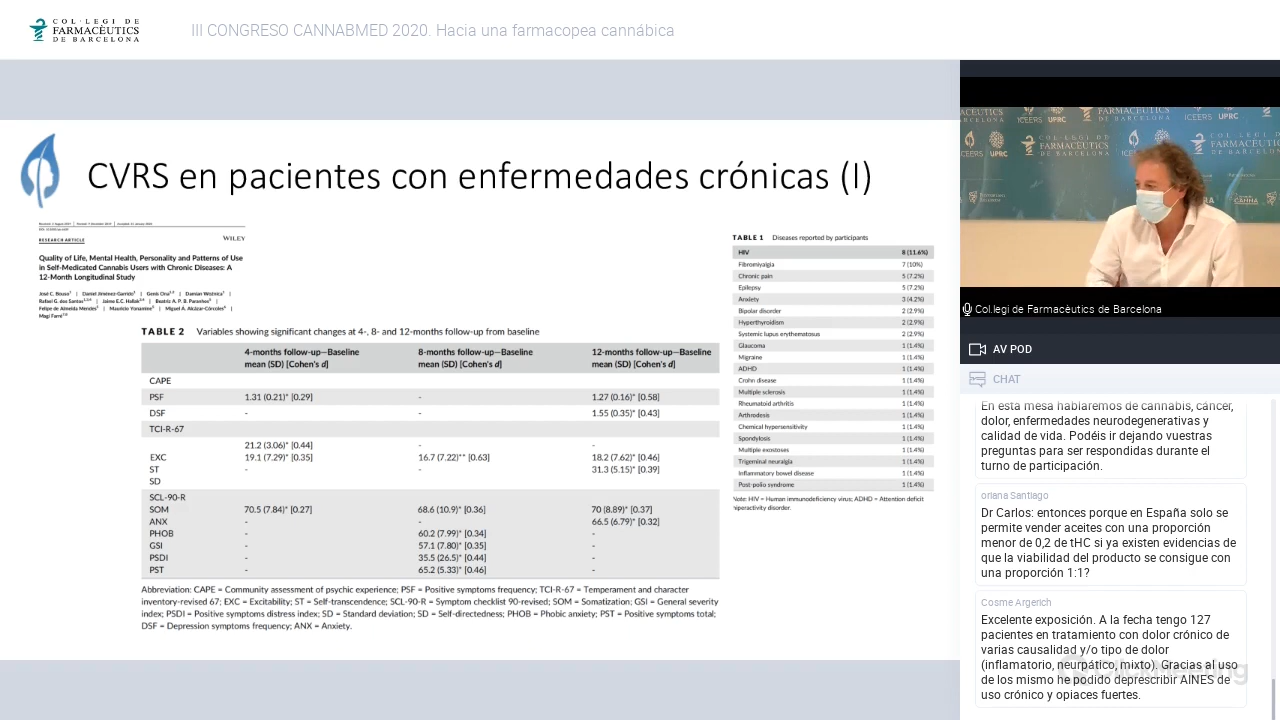 COL·LEGI DE
FARMACÈUTICS
DE BARCELONA
III CONGRESO CANNABMED 2020. Hacia una farmacopea cannábica
CVRS en pacientes con enfermedades crónicas (I)
RESEARCH ARTICLE
WILEY
Quality of Life, Mental Health, Personality and Patterns of Use
in Self-Medicated Cannabis Users with Chronic Diseases: A
12-Month Longitudinal Study
TABLE 2 Variables showing significant changes at 4-, 8- and 12-months follow-up from baseline
4-months follow-up—Baseline 8-months follow-up—Baseline 12-months follow-up—Baseline
mean (SD) [Cohen's d] mean (SD) [Cohen's d] mean (SD) [Cohen's d]
CAPE
PSF 1.31 (0.21)* [0.29] - 1.27 (0.16)* [0.58]
DSF - - 1.55 (0.35)* [0.43]
TCI-R-67
21.2 (3.06)* [0.44] - -
EXC 19.1 (7.29)* [0.35] 16.7 (7.22)** [0.63] 18.2 (7.62)* [0.46]
ST - - 31.3 (5.15)* [0.39]
SD
SCL-90-R
SOM 70.5 (7.84)* [0.27] 68.6 (10.9)* [0.36] 70 (8.89)* [0.37]
ANX - - 66.5 (6.79)* [0.32]
PHOB - 60.2 (7.99)* [0.34] -
GSI - 57.1 (7.80)* [0.35] -
PSDI - 35.5 (26.5)* [0.44] -
PST - 65.2 (5.33)* [0.46] -
Abbreviation: CAPE = Community assessment of psychic experience; PSF = Positive symptoms frequency; TCI-R-67 = Temperament and character
inventory-revised 67; EXC = Excitability; ST = Self-transcendence; SCL-90-R = Symptom checklist 90-revised; SOM = Somatization; GSI = General severity
index; PSDI = Positive symptoms distress index; SD = Standard deviation; SD = Self-directedness; PHOB = Phobic anxiety; PST = Positive symptoms total;
DSF = Depression symptoms frequency; ANX = Anxiety.
TABLE 1 Diseases reported by participants
HIV 8 (11.6%)
Fibromiyalgia 7 (10%)
Chronic pain 5 (7.2%)
Epilepsy 5 (7.2%)
Anxiety 3 (4.2%)
Bipolar disorder 2 (2.9%)
Hyperthyroidism 2 (2.9%)
Systemic lupus erythematosus 2 (2.9%)
Glaucoma 1 (1.4%)
Migraine 1 (1.4%)
ADHD 1 (1.4%)
Crohn disease 1 (1.4%)
Multiple sclerosis 1 (1.4%)
Rheumatoid arthritis 1 (1.4%)
Arthrodesis 1 (1.4%)
Chemical hypersensitivity 1 (1.4%)
Spondylosis 1 (1.4%)
Multiple exostoses 1 (1.4%)
Trigeminal neuralgia 1 (1.4%)
Inflammatory bowel disease 1 (1.4%)
Post-polio syndrome 1 (1.4%)
Note: HIV = Human immunodeficiency virus; ADHD = Attention deficit
hyperactivity disorder.
Col.legi de Farmacèutics de Barcelona
AV POD
CHAT
En esta mesa hablaremos de cannabis, cáncer,
dolor, enfermedades neurodegenerativas y
calidad de vida. Podéis ir dejando vuestras
preguntas para ser respondidas durante el
turno de participación.
oriana Santiago
Dr Carlos: entonces porque en España solo se
permite vender aceites con una proporción
menor de 0,2 de tHC si ya existen evidencias de
que la viabilidad del producto se consigue con
una proporción 1:1?
Cosme Argerich
Excelente exposición. A la fecha tengo 127
pacientes en tratamiento con dolor crónico de
varias causalidad y/o tipo de dolor
(inflamatorio, neurpático, mixto). Gracias al uso
de los mismo he podido deprescribir AINES de
uso crónico y opiaces fuertes.